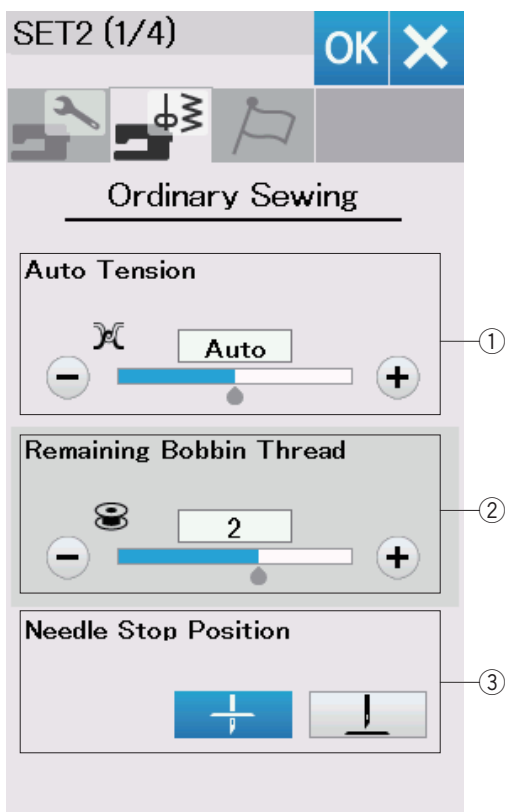 SET2 (1/4)
OK
Ordinary Sewing
Auto Tension
Auto
①
Remaining Bobbin Thread
2
②
Needle Stop Position
③